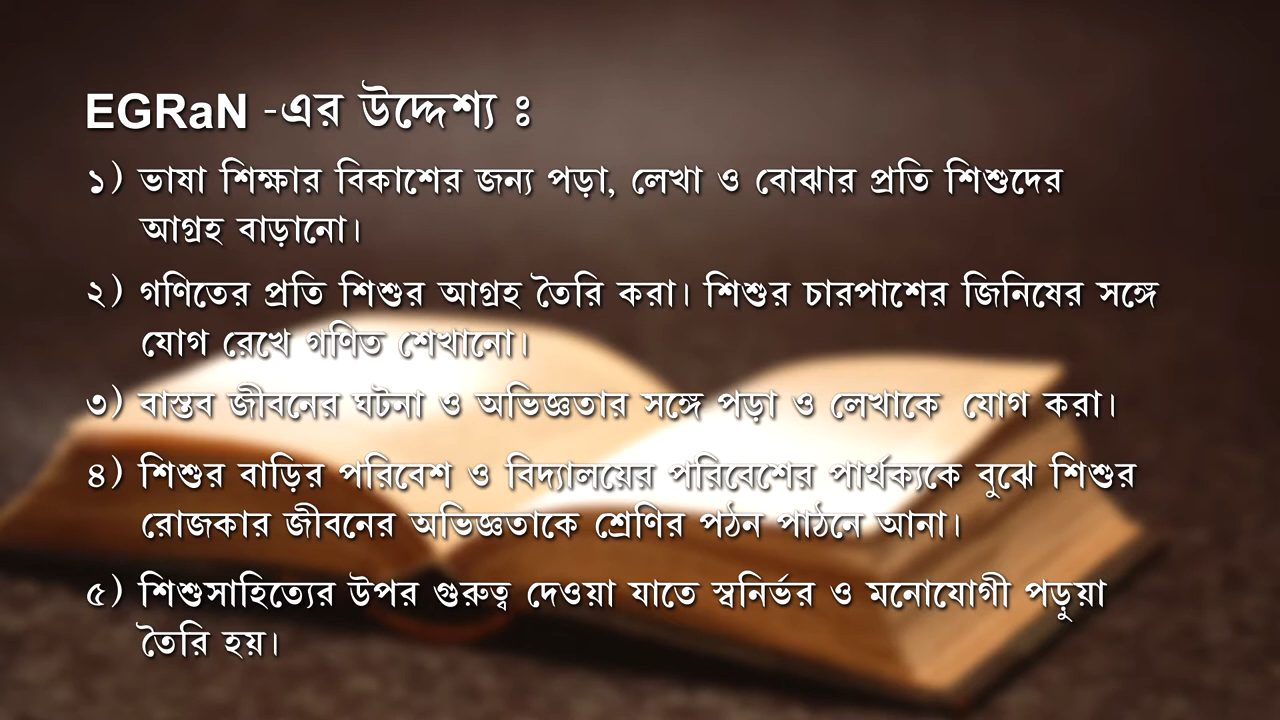 EGRaN -এর উদ্দেশ্য ঃ
১) ভাষা শিক্ষার বিকাশের জন্য পড়া, লেখা ও বোঝার প্রতি শিশুদের
আগ্রহ বাড়ানো।
২) গণিতের প্রতি শিশুর আগ্রহ তৈরি করা। শিশুর চারপাশের জিনিষের সঙ্গে
যোগ রেখে গণিত শেখানো।
৩) বাস্তব জীবনের ঘটনা ও অভিজ্ঞতার সঙ্গে পড়া ও লেখাকে যোগ করা।
৪) শিশুর বাড়ির পরিবেশ ও বিদ্যালয়ের পরিবেশের পার্থক্যকে বুঝে শিশুর
রোজকার জীবনের অভিজ্ঞতাকে শ্রেণির পঠন পাঠনে আনা।
৫) শিশুসাহিত্যের উপর গুরুত্ব দেওয়া যাতে স্বনির্ভর ও মনোযোগী পড়ুয়া
তৈরি হয়।